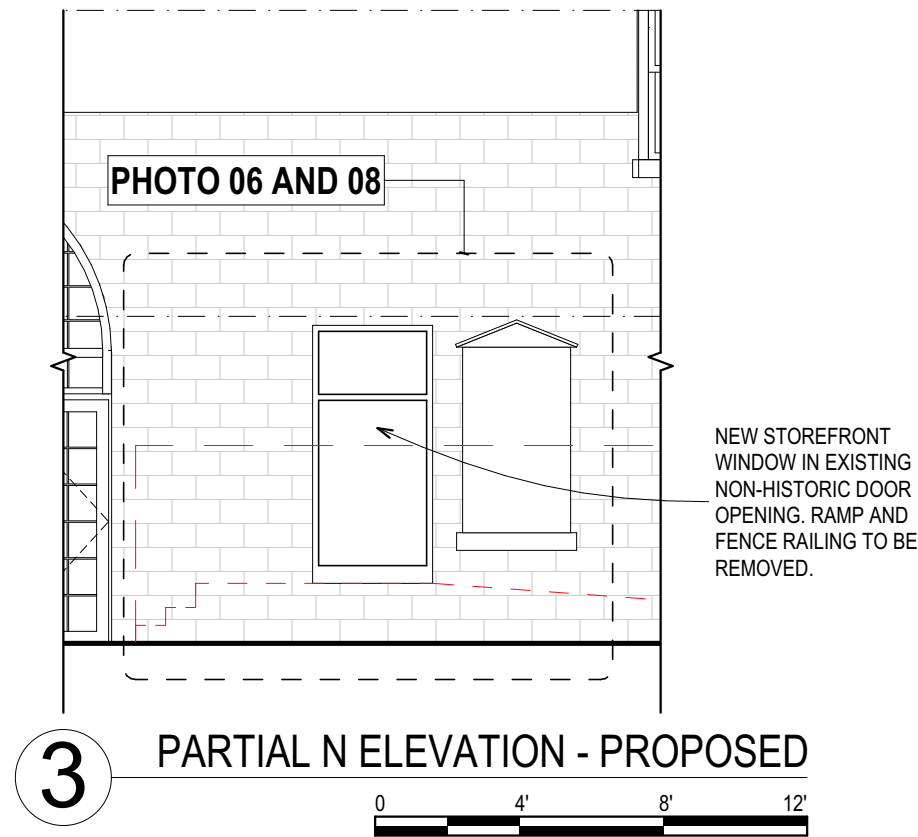 PHOTO 06 AND 08
NEW STOREFRONT
WINDOW IN EXISTING
NON-HISTORIC DOOR
OPENING. RAMP AND
FENCE RAILING TO BE
REMOVED.
3 PARTIAL N ELEVATION - PROPOSED
0 4' 8' 12'